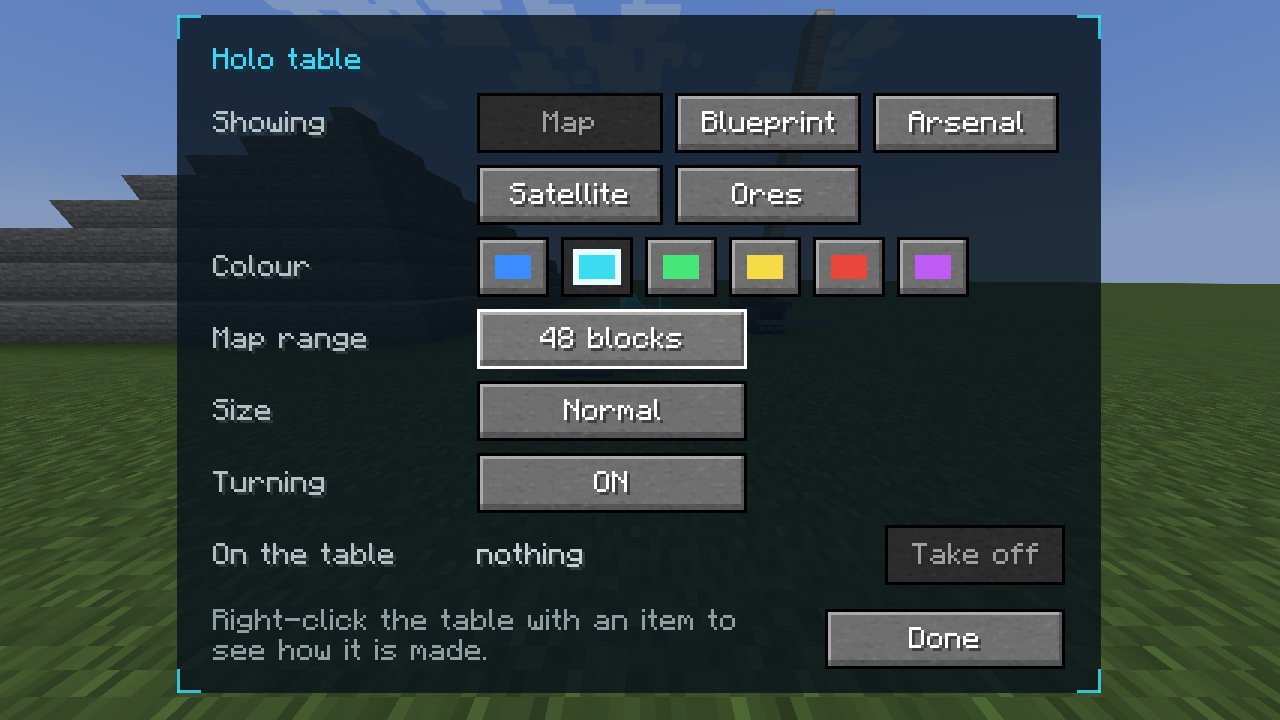 Holo table
Showing Map Blueprint Arsenal
Satellite Ores
Colour
Map range 48 blocks
Size Normal
Turning ON
On the table nothing Take off
Right-click the table with an item to
see how it is made.
Done